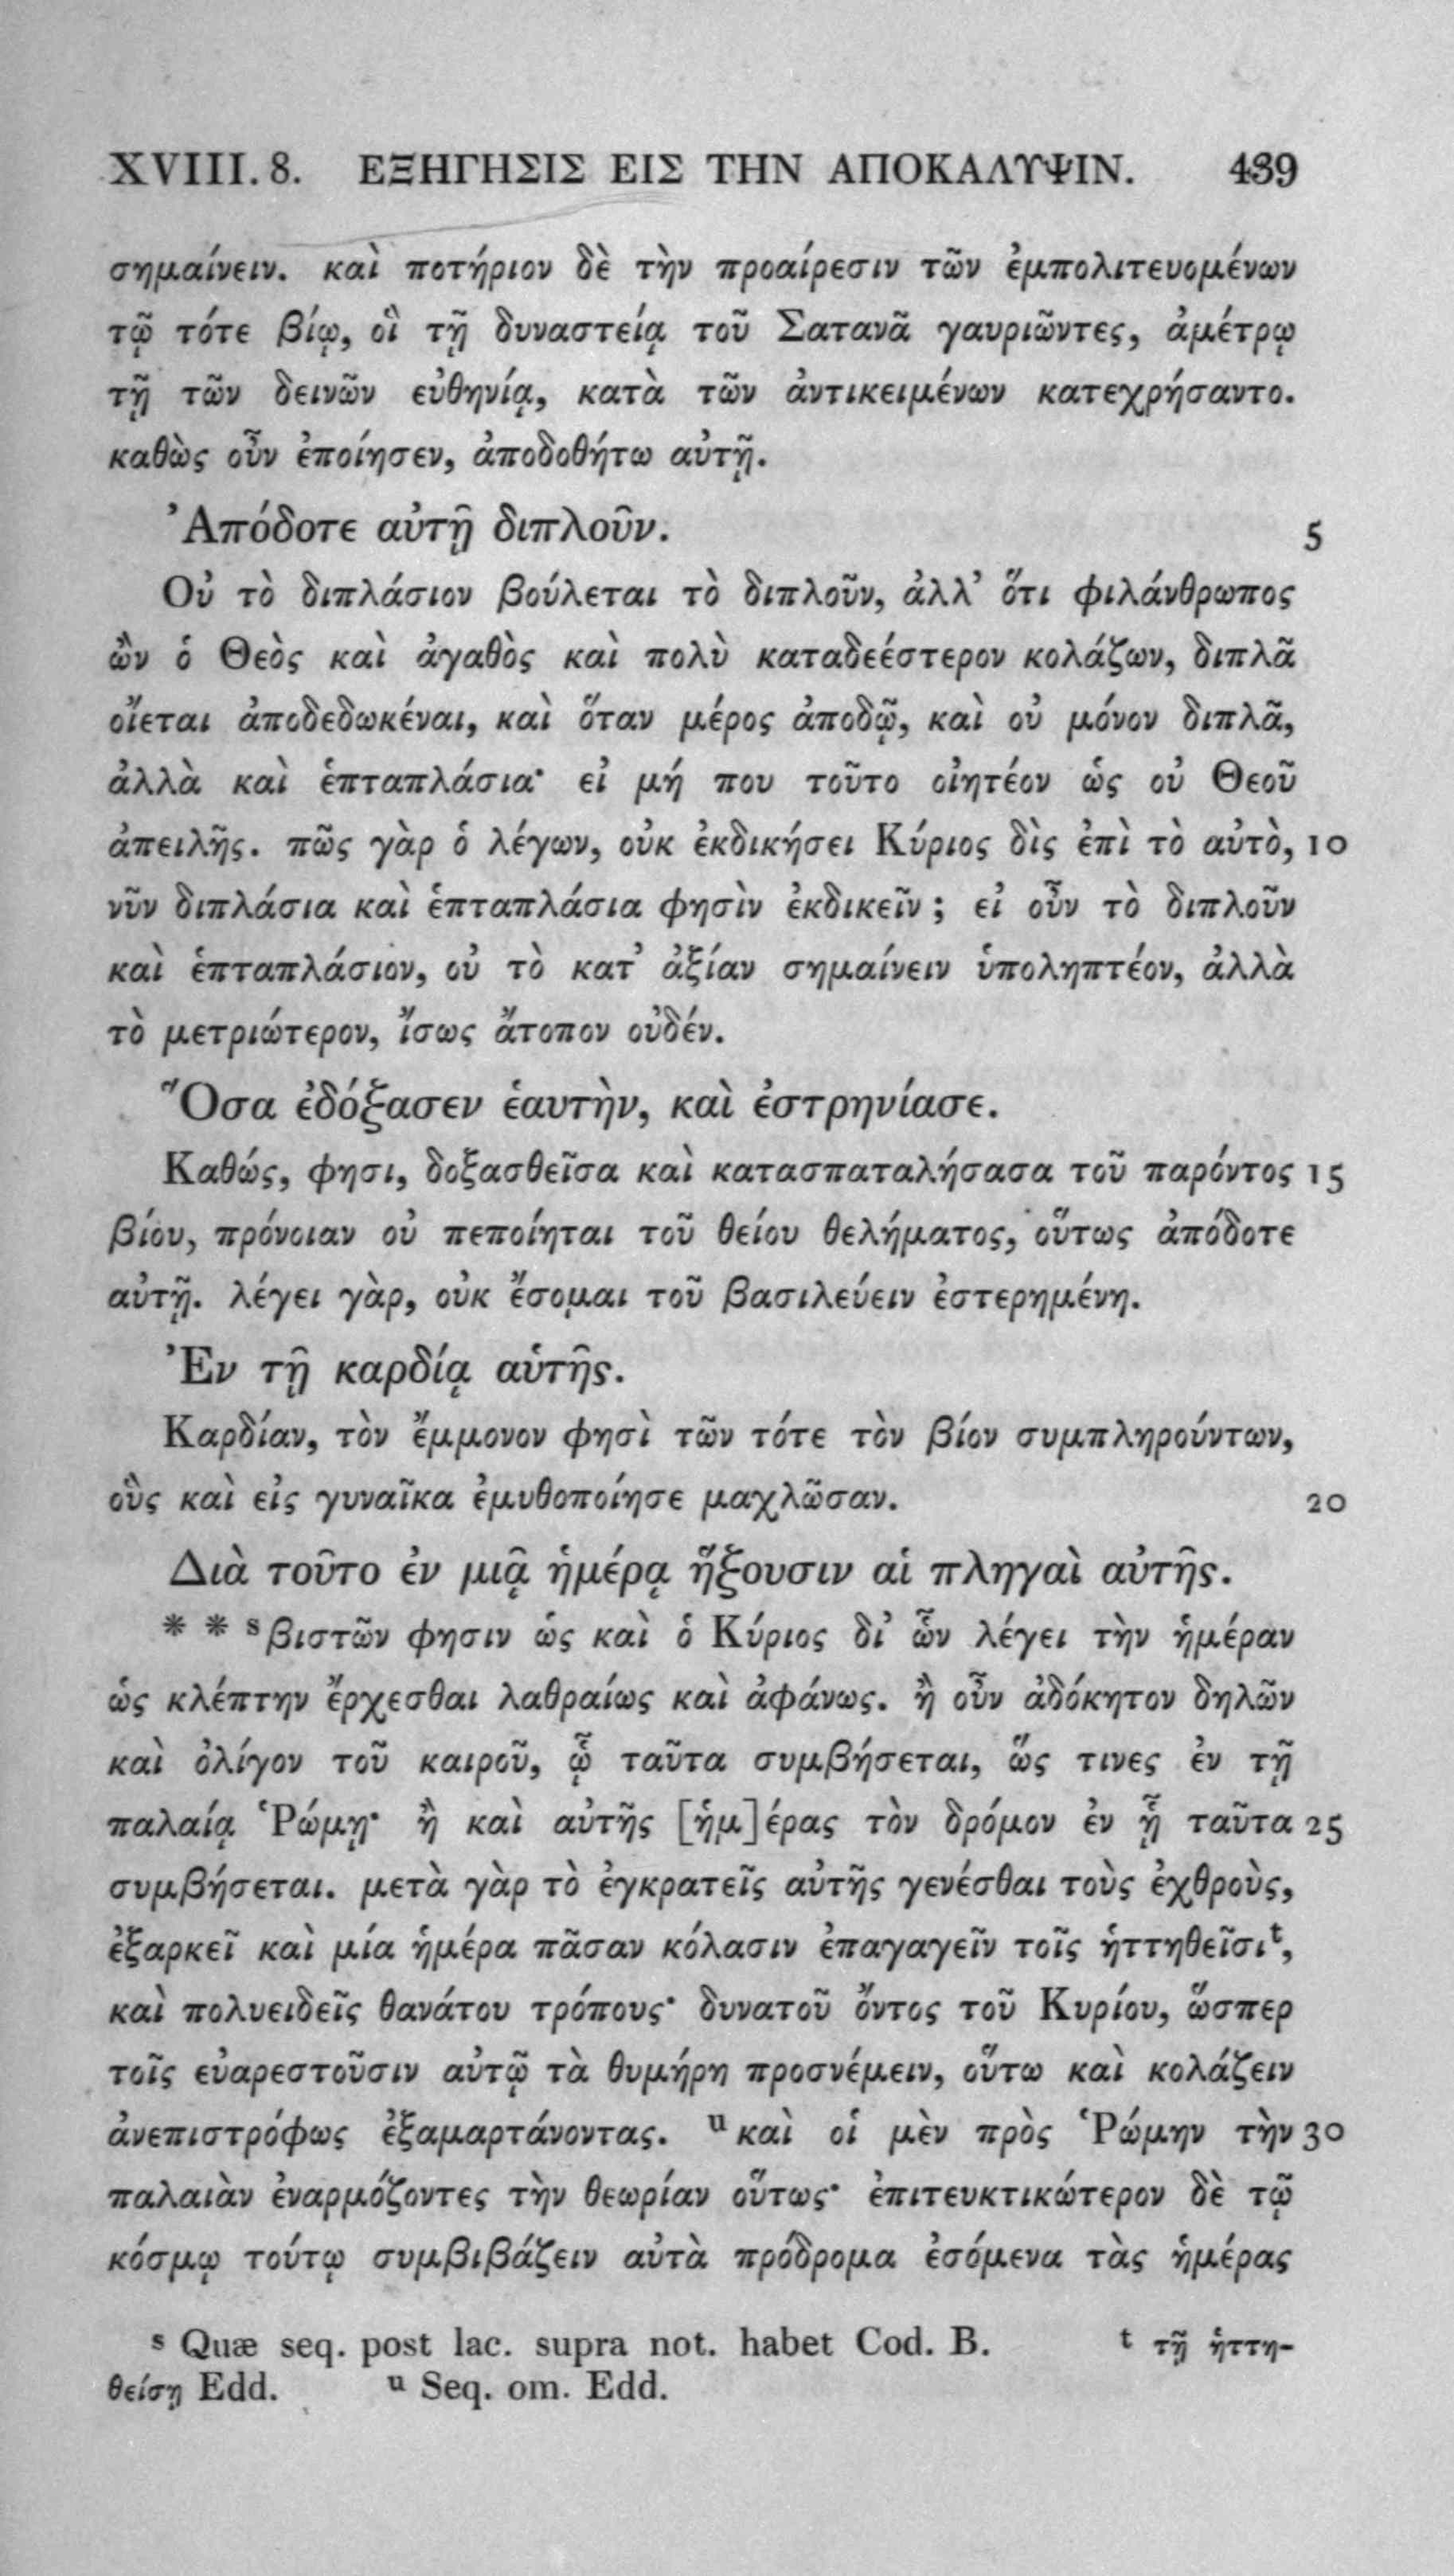 XVIII. 8. ΕΞΗΓΗΣΙΣ ΕΙΣ ΤΗΝ ΑΠΟΚΑΛΥΨΙΝ. 439
σημαίνειν. καὶ ποτήριον δὲ τὴν προαίρεσιν τῶν ἐμπολιτευομένων
τῷ τότε βίῳ, οἳ τῇ δυναστείᾳ τοῦ Σατανᾶ γαυριῶντες, ἀμέτρῳ
τῇ τῶν δεινῶν εὐθηνίᾳ, κατὰ τῶν ἀντικειμένων κατεχρήσαντο.
καθὼς οὖν ἐποίησεν, ἀποδοθήτω αὐτῇ.
Ἀπόδοτε αὐτῇ διπλοῦν. 5
Οὐ τὸ διπλάσιον βούλεται τὸ διπλοῦν, ἀλλ’ ὅτι φιλάνθρωπος
ὢν ὁ Θεὸς καὶ ἀγαθὸς καὶ πολὺ καταδεέστερον κολάζων, διπλᾶ
οἴεται ἀποδεδωκέναι, καὶ ὅταν μέρος ἀποδῷ, καὶ οὐ μόνον διπλᾶ,
ἀλλὰ καὶ ἑπταπλάσια· εἰ μή που τοῦτο οἰητέον ὡς οὐ Θεοῦ
ἀπειλῆς. πῶς γὰρ ὁ λέγων, οὐκ ἐκδικήσει Κύριος δὶς ἐπὶ τὸ αὐτὸ, 10
νῦν διπλάσια καὶ ἑπταπλάσια φησὶν ἐκδικεῖν ; εἰ οὖν τὸ διπλοῦν
καὶ ἑπταπλάσιον, οὐ τὸ κατ’ ἀξίαν σημαίνειν ὑποληπτέον, ἀλλὰ
τὸ μετριώτερον, ἴσως ἄτοπον οὐδέν.
Ὅσα ἐδόξασεν ἑαυτὴν, καὶ ἐστρηνίασε.
Καθώς, φησι, δοξασθεῖσα καὶ κατασπαταλήσασα τοῦ παρόντος 15
βίου, πρόνοιαν οὐ πεποίηται τοῦ θείου θελήματος, οὕτως ἀπόδοτε
αὐτῇ. λέγει γὰρ, οὐκ ἔσομαι τοῦ βασιλεύειν ἐστερημένη.
Ἐν τῇ καρδίᾳ αὑτῆς.
Καρδίαν, τὸν ἔμμονον φησὶ τῶν τότε τὸν βίον συμπληρούντων,
οὓς καὶ εἰς γυναῖκα ἐμυθοποίησε μαχλῶσαν. 20
Διὰ τοῦτο ἐν μιᾷ ἡμέρᾳ ἥξουσιν αἱ πληγαὶ αὐτῆς.
* * ˢ βιστῶν φησιν ὡς καὶ ὁ Κύριος δι’ ὧν λέγει τὴν ἡμέραν
ὡς κλέπτην ἔρχεσθαι λαθραίως καὶ ἀφάνως. ἢ οὖν ἀδόκητον δηλῶν
καὶ ὀλίγον τοῦ καιροῦ, ᾧ ταῦτα συμβήσεται, ὥς τινες ἐν τῇ
παλαίᾳ Ῥώμῃ· ἢ καὶ αὐτῆς [ἡμ]έρας τὸν δρόμον ἐν ᾗ ταῦτα 25
συμβήσεται. μετὰ γὰρ τὸ ἐγκρατεῖς αὐτῆς γενέσθαι τοὺς ἐχθροὺς,
ἐξαρκεῖ καὶ μία ἡμέρα πᾶσαν κόλασιν ἐπαγαγεῖν τοῖς ἡττηθεῖσιᵗ,
καὶ πολυειδεῖς θανάτου τρόπους· δυνατοῦ ὄντος τοῦ Κυρίου, ὥσπερ
τοῖς εὐαρεστοῦσιν αὐτῷ τὰ θυμήρη προσνέμειν, οὕτω καὶ κολάζειν
ἀνεπιστρόφως ἐξαμαρτάνοντας. ᵘ καὶ οἱ μὲν πρὸς Ῥώμην τὴν 30
παλαιὰν ἐναρμόζοντες τὴν θεωρίαν οὕτως· ἐπιτευκτικώτερον δὲ τῷ
κόσμῳ τούτῳ συμβιβάζειν αὐτὰ πρόδρομα ἐσόμενα τὰς ἡμέρας
ˢ Quæ seq. post lac. supra not. habet Cod. B. ᵗ τῇ ἡττη-
θείσῃ Edd. ᵘ Seq. om. Edd.